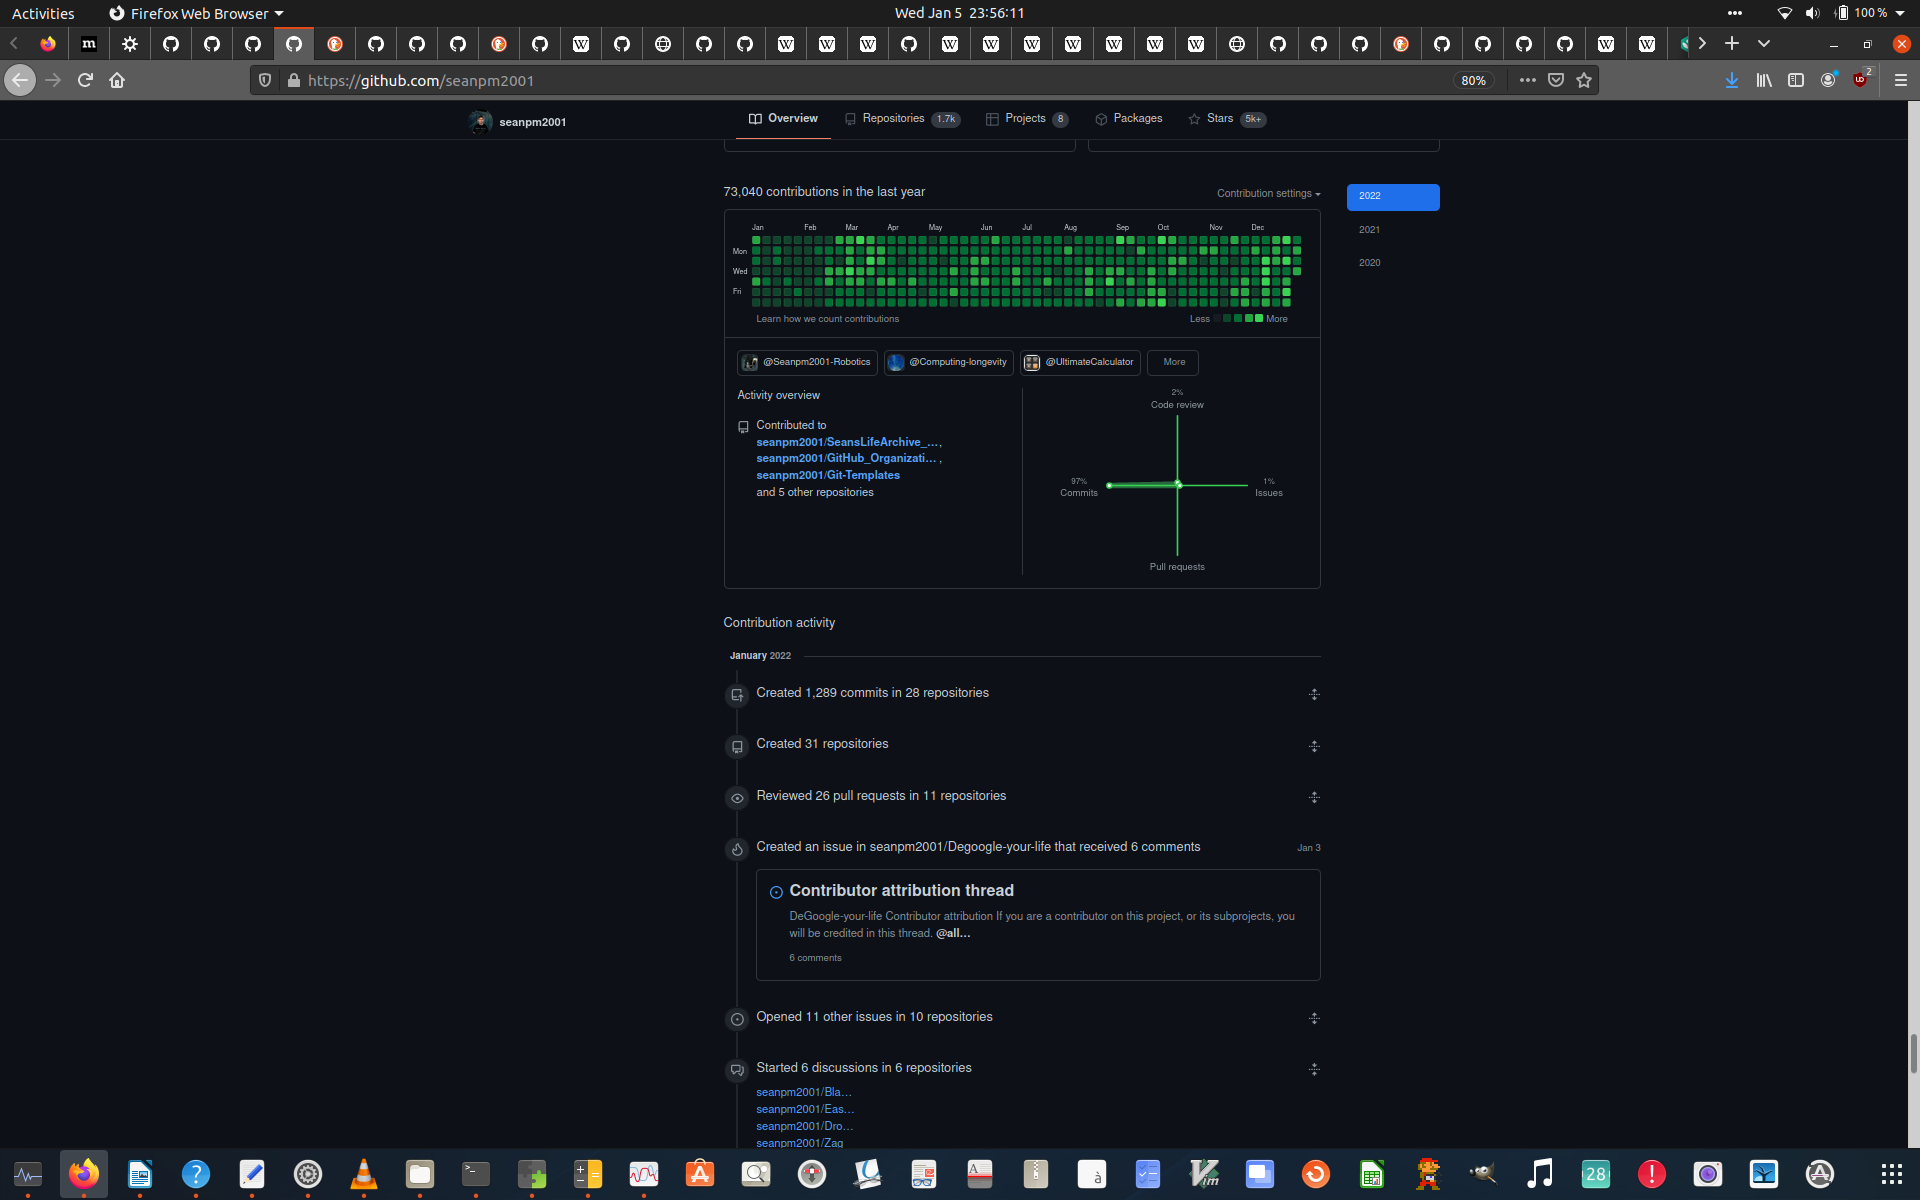 Activities
Firefox Web Browser
Wed Jan 5 23:56:11
100 %
https://github.com/seanpm2001
80%
2
seanpm2001
Overview
Repositories 1.7k
Projects 8
Packages
Stars 5k+
73,040 contributions in the last year
Contribution settings
2022
2021
2020
Jan Feb Mar Apr May Jun Jul Aug Sep Oct Nov Dec
Mon
Wed
Fri
Learn how we count contributions
Less
More
@Seanpm2001-Robotics
@Computing-longevity
@UltimateCalculator
More
Activity overview
Contributed to
seanpm2001/SeansLifeArchive_…,
seanpm2001/GitHub_Organizati… ,
seanpm2001/Git-Templates
and 5 other repositories
2%
Code review
97%
Commits
1%
Issues
Pull requests
Contribution activity
January 2022
Created 1,289 commits in 28 repositories
Created 31 repositories
Reviewed 26 pull requests in 11 repositories
Created an issue in seanpm2001/Degoogle-your-life that received 6 comments
Jan 3
Contributor attribution thread
DeGoogle-your-life Contributor attribution If you are a contributor on this project, or its subprojects, you
will be credited in this thread. @all…
6 comments
Opened 11 other issues in 10 repositories
Started 6 discussions in 6 repositories
seanpm2001/Bla…
seanpm2001/Eas…
seanpm2001/Dro…
seanpm2001/Zag
28